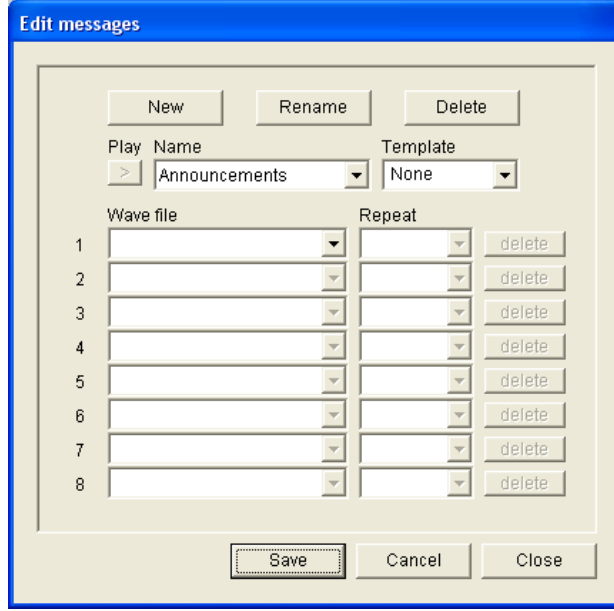 Edit messages
New Rename Delete
Play Name Template
> Announcements None
Wave file Repeat
1 delete
2 delete
3 delete
4 delete
5 delete
6 delete
7 delete
8 delete
Save Cancel Close